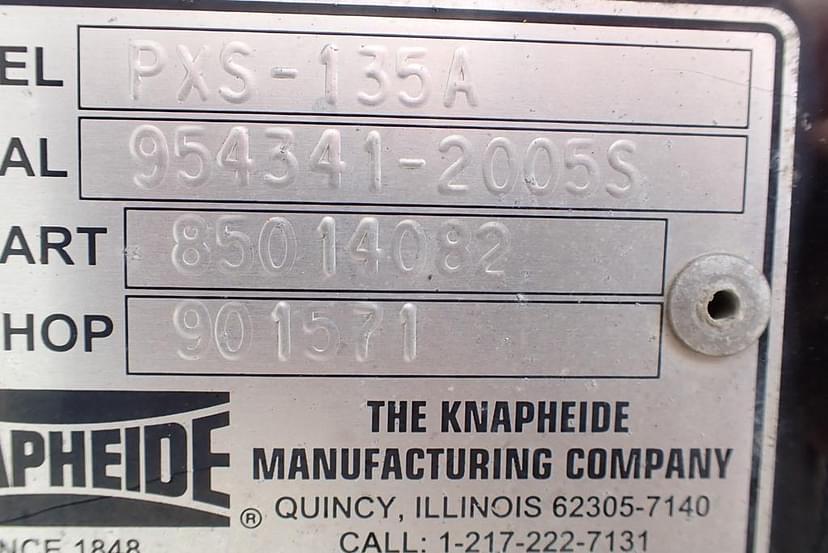 EL PXS-135A
AL 954341-2005S
ART 85014082
HOP 901571
APHEIDE ®
THE KNAPHEIDE
MANUFACTURING COMPANY
QUINCY, ILLINOIS 62305-7140
NCE 1848
CALL: 1-217-222-7131